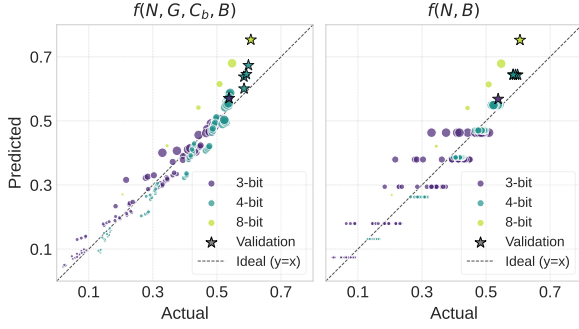 f(N, G, C_b, B)
f(N, B)
Predicted
0.7
0.5
0.3
0.1
3-bit
4-bit
8-bit
Validation
Ideal (y=x)
3-bit
4-bit
8-bit
Validation
Ideal (y=x)
0.1 0.3 0.5 0.7
0.1 0.3 0.5 0.7
Actual
Actual